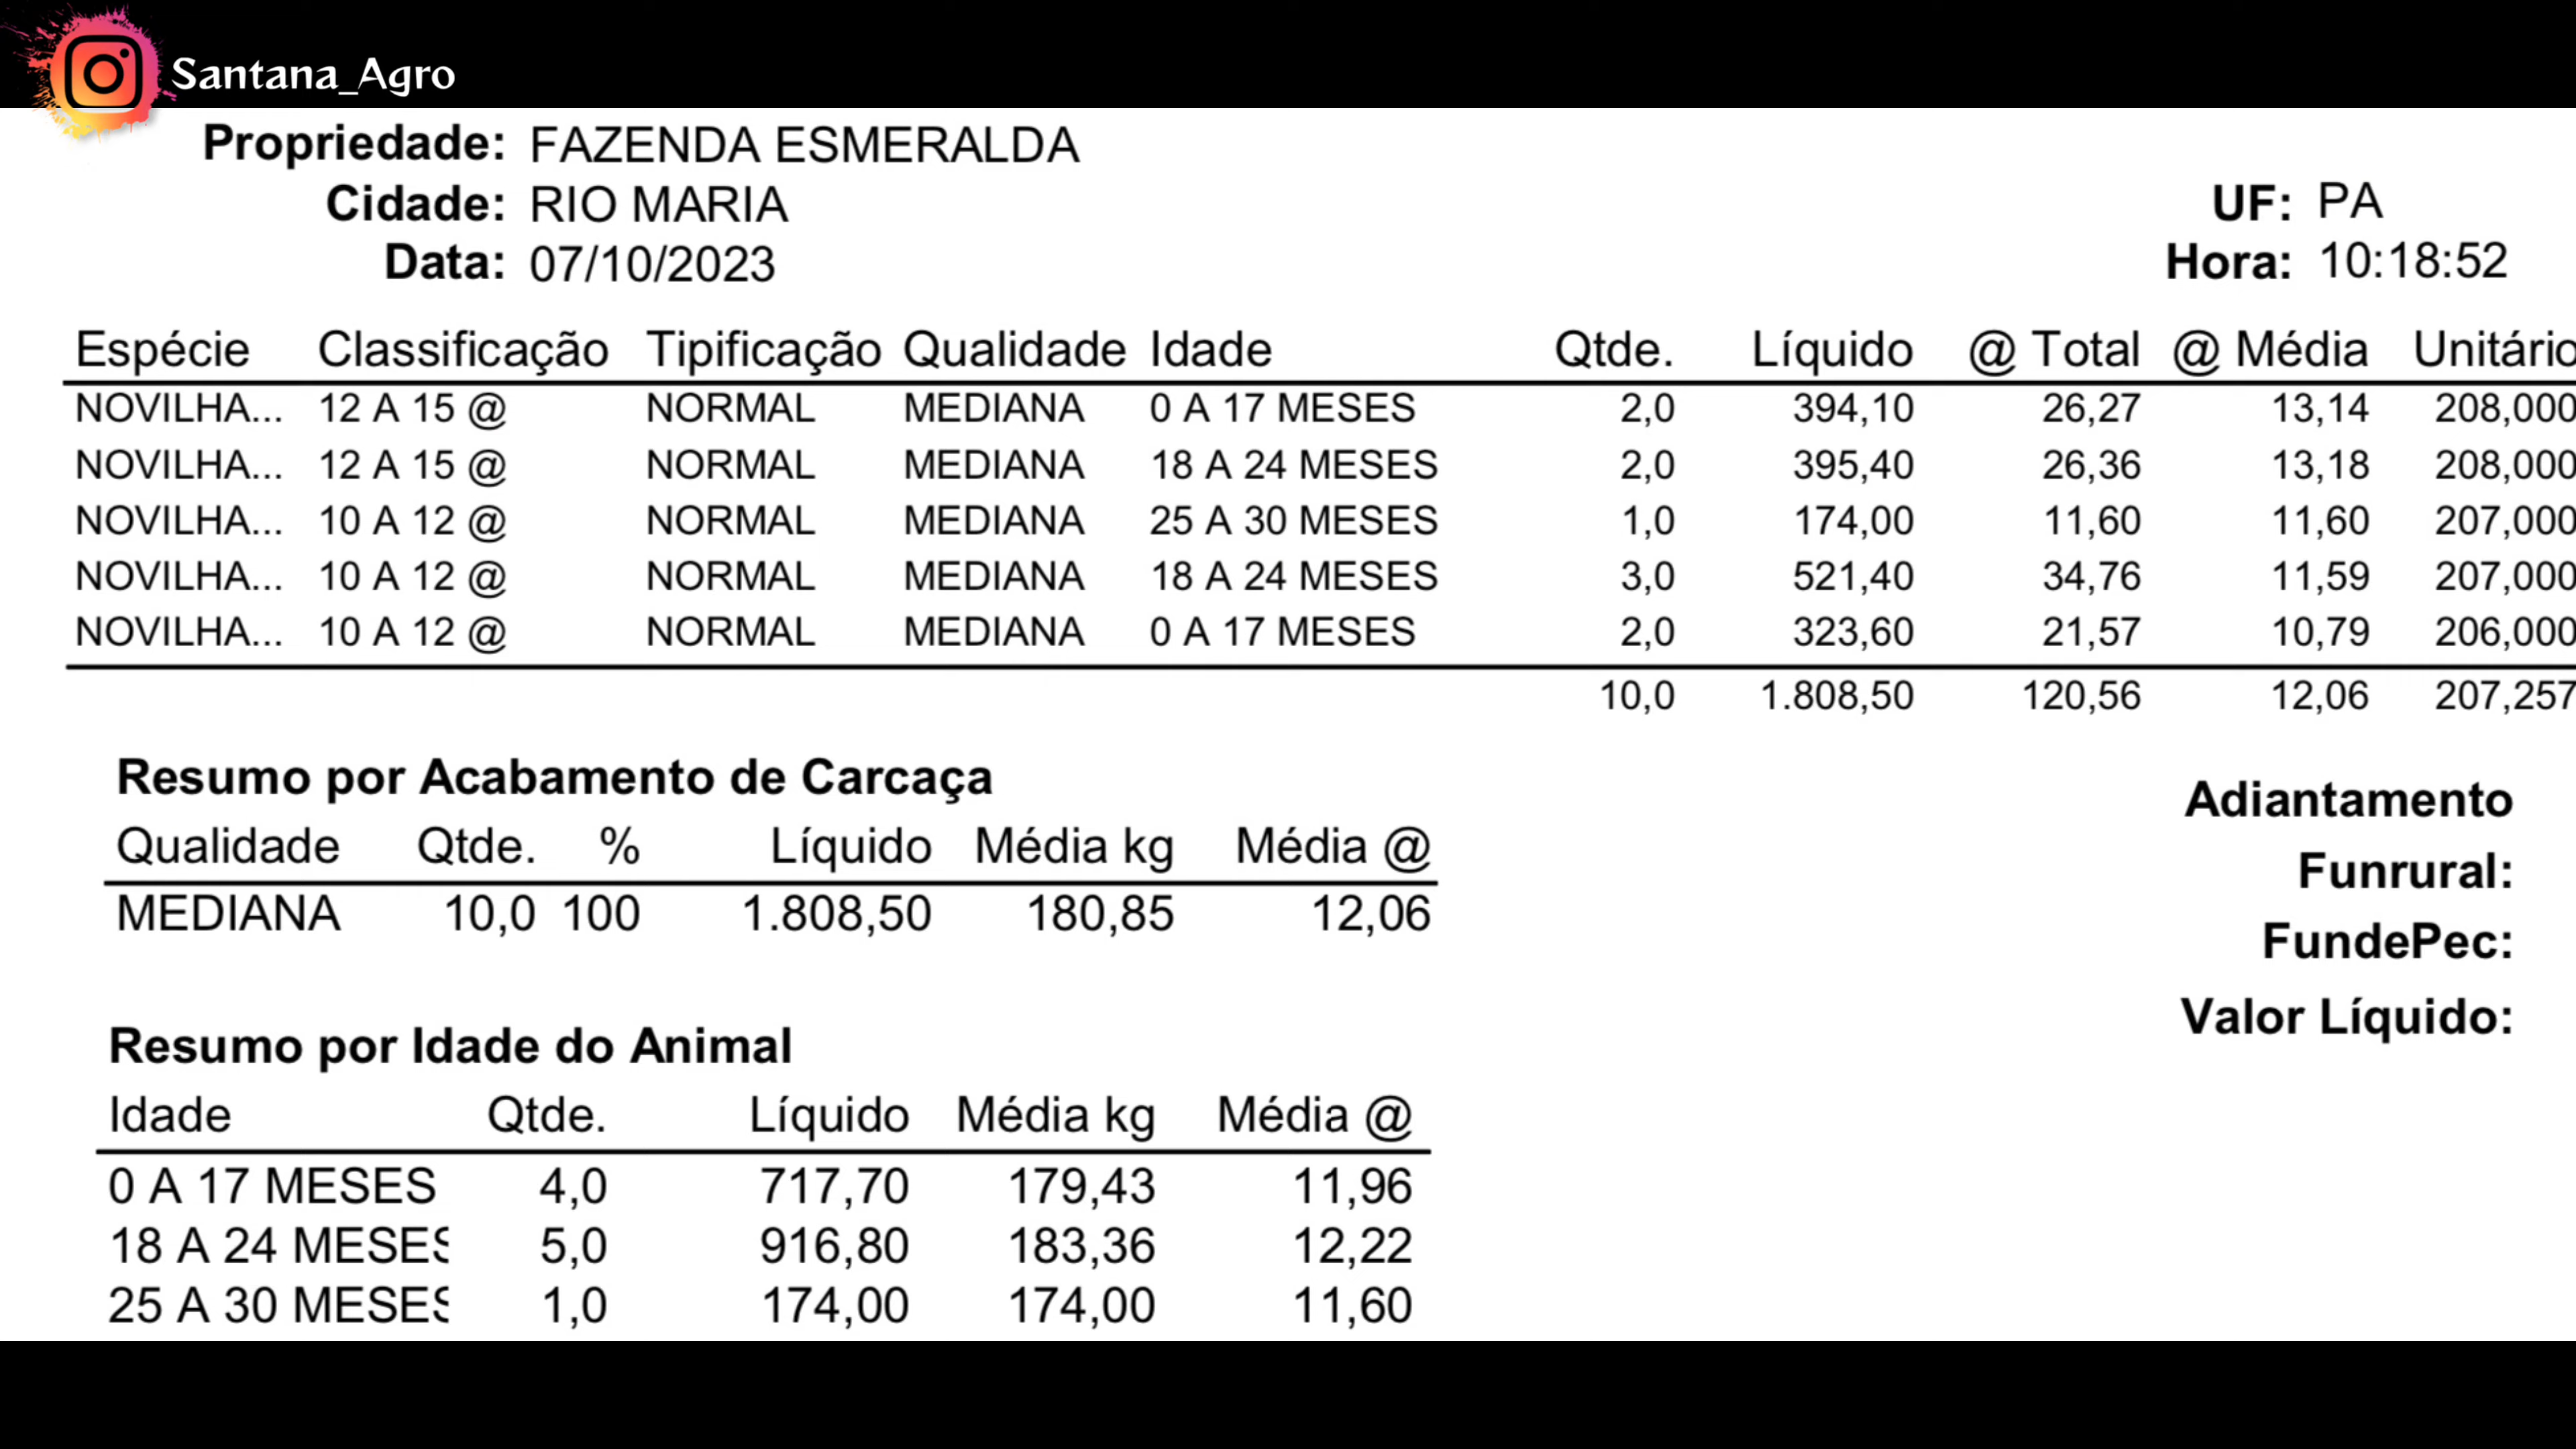 Santana_Agro
Propriedade: FAZENDA ESMERALDA
Cidade: RIO MARIA UF: PA
Data: 07/10/2023 Hora: 10:18:52
Espécie Classificação Tipificação Qualidade Idade Qtde. Líquido @ Total @ Média Unitário
NOVILHA... 12 A 15 @ NORMAL MEDIANA 0 A 17 MESES 2,0 394,10 26,27 13,14 208,000
NOVILHA... 12 A 15 @ NORMAL MEDIANA 18 A 24 MESES 2,0 395,40 26,36 13,18 208,000
NOVILHA... 10 A 12 @ NORMAL MEDIANA 25 A 30 MESES 1,0 174,00 11,60 11,60 207,000
NOVILHA... 10 A 12 @ NORMAL MEDIANA 18 A 24 MESES 3,0 521,40 34,76 11,59 207,000
NOVILHA... 10 A 12 @ NORMAL MEDIANA 0 A 17 MESES 2,0 323,60 21,57 10,79 206,000
10,0 1.808,50 120,56 12,06 207,257
Resumo por Acabamento de Carcaça
Qualidade Qtde. % Líquido Média kg Média @
MEDIANA 10,0 100 1.808,50 180,85 12,06
Adiantamento
Funrural:
FundePec:
Valor Líquido:
Resumo por Idade do Animal
Idade Qtde. Líquido Média kg Média @
0 A 17 MESES 4,0 717,70 179,43 11,96
18 A 24 MESES 5,0 916,80 183,36 12,22
25 A 30 MESES 1,0 174,00 174,00 11,60